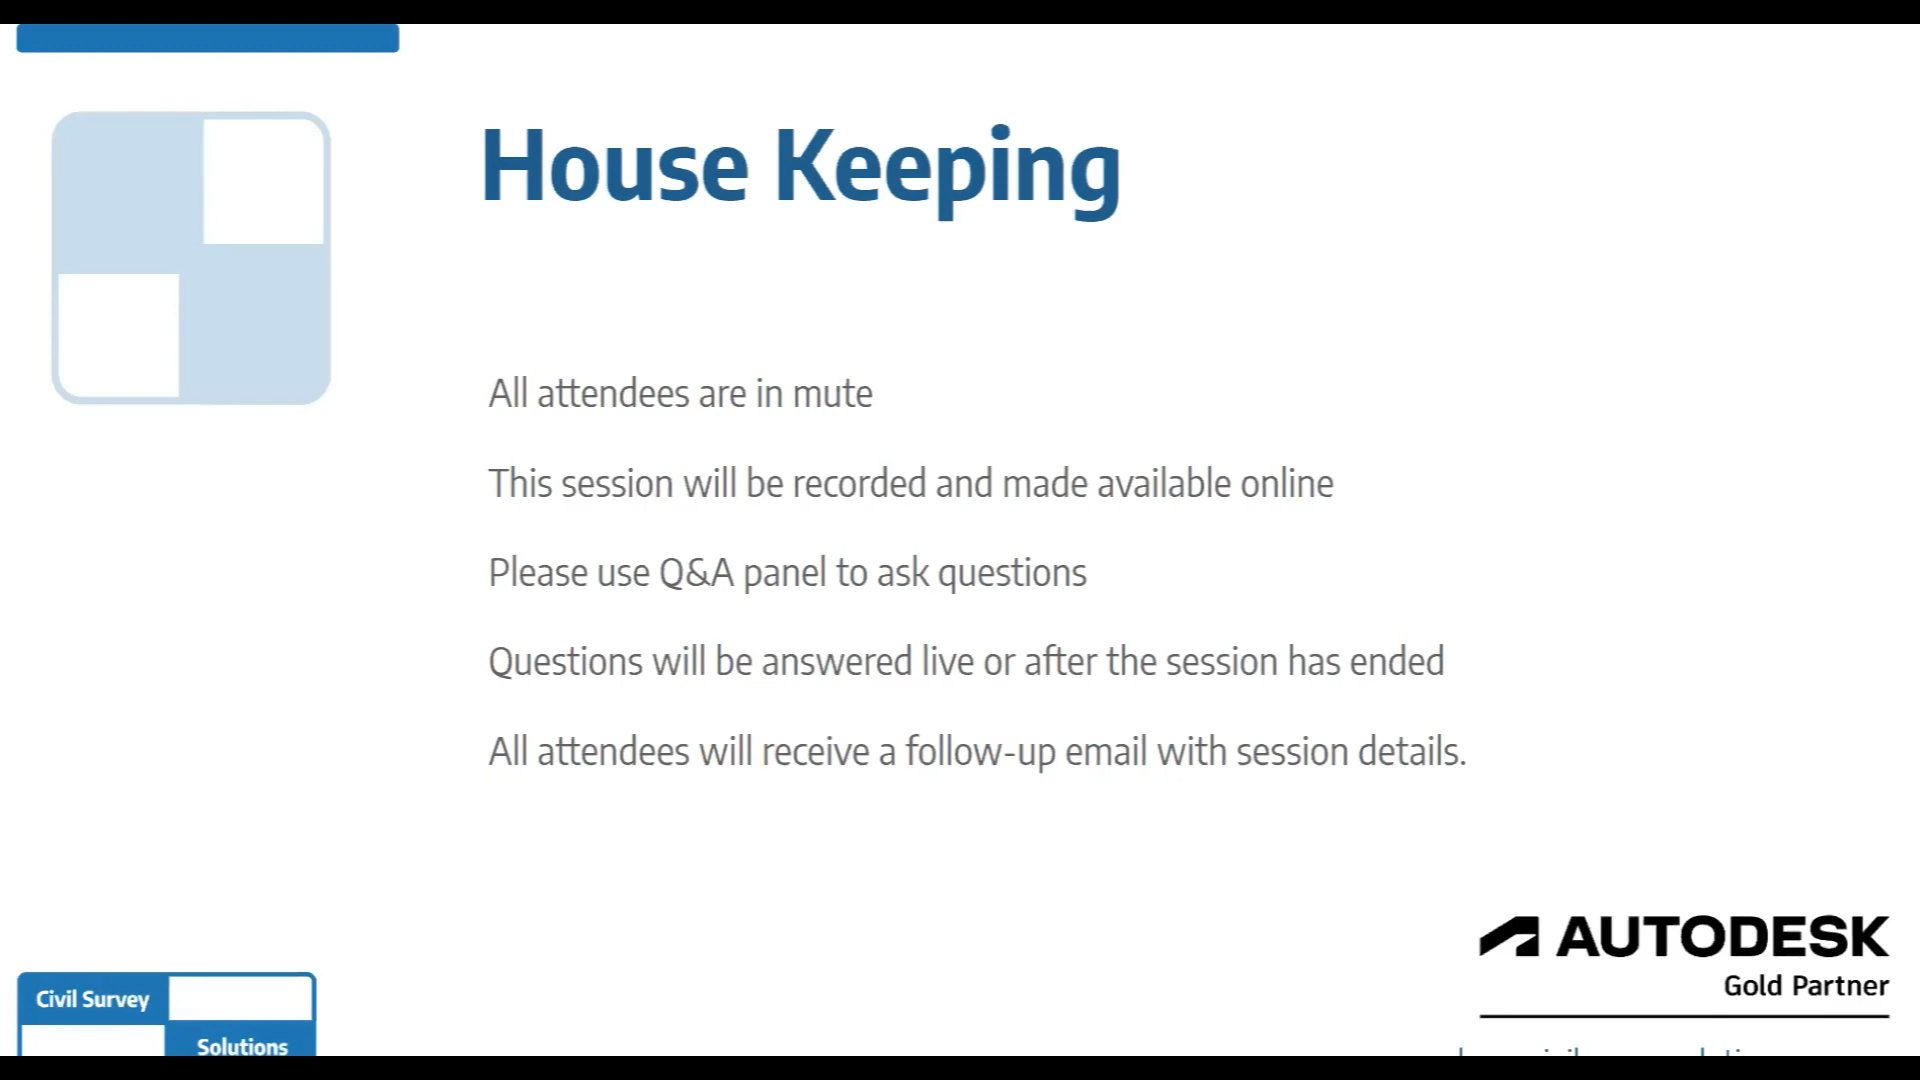 House Keeping
All attendees are in mute
This session will be recorded and made available online
Please use Q&A panel to ask questions
Questions will be answered live or after the session has ended
All attendees will receive a follow-up email with session details.
AUTODESK
Gold Partner
Civil Survey
Solutions